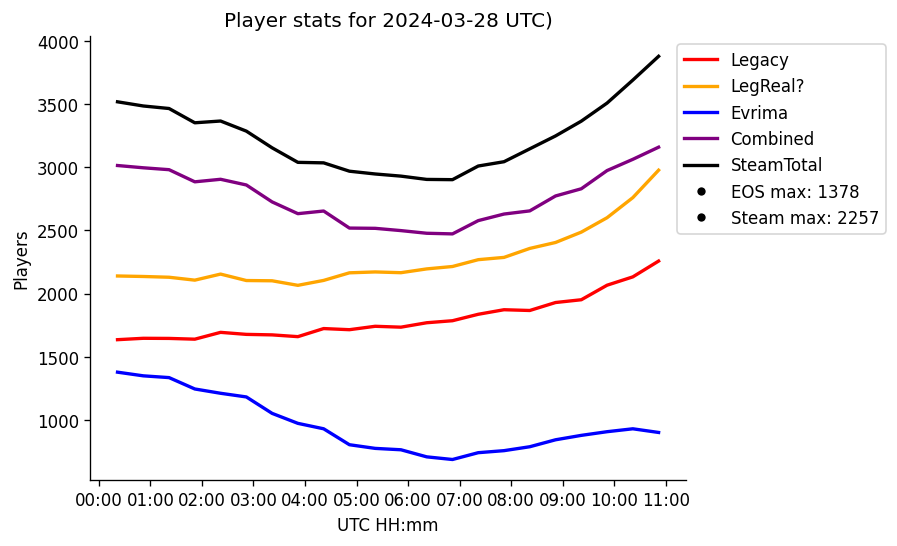 Player stats for 2024-03-28 UTC)
4000
3500
3000
2500
2000
1500
1000
Players
00:00 01:00 02:00 03:00 04:00 05:00 06:00 07:00 08:00 09:00 10:00 11:00
UTC HH:mm
Legacy
LegReal?
Evrima
Combined
SteamTotal
EOS max: 1378
Steam max: 2257